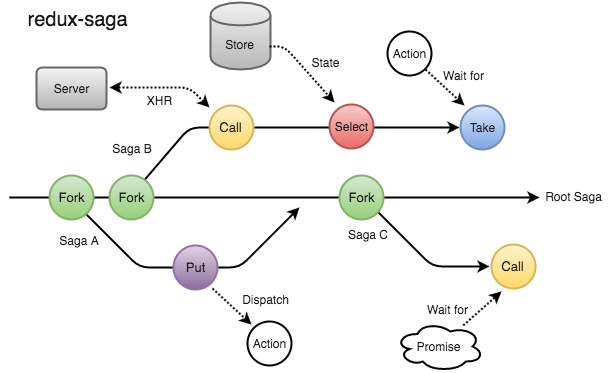 redux-saga
Store
Action
State
Wait for
Server
XHR
Call
Select
Take
Saga B
Fork
Fork
Fork
Root Saga
Saga A
Saga C
Put
Call
Dispatch
Wait for
Action
Promise